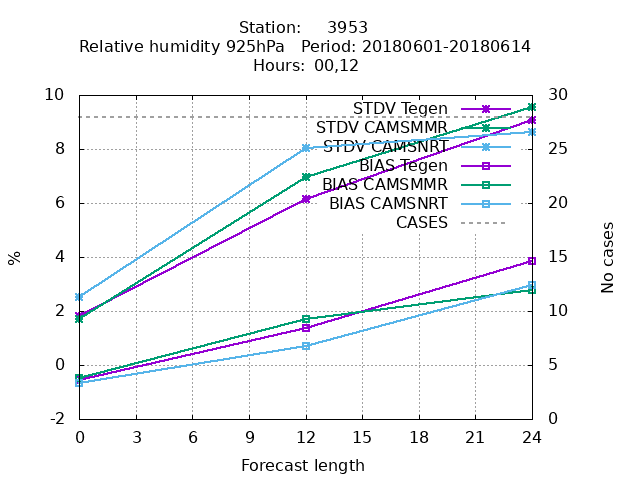 Station: 3953
Relative humidity 925hPa Period: 20180601-20180614
Hours: 00,12
10
8
6
4
2
0
-2
30
25
20
15
10
5
0
STDV Tegen
STDV CAMSMMR
STDV CAMSNRT
BIAS Tegen
BIAS CAMSMMR
BIAS CAMSNRT
CASES
%
No cases
0 3 6 9 12 15 18 21 24
Forecast length